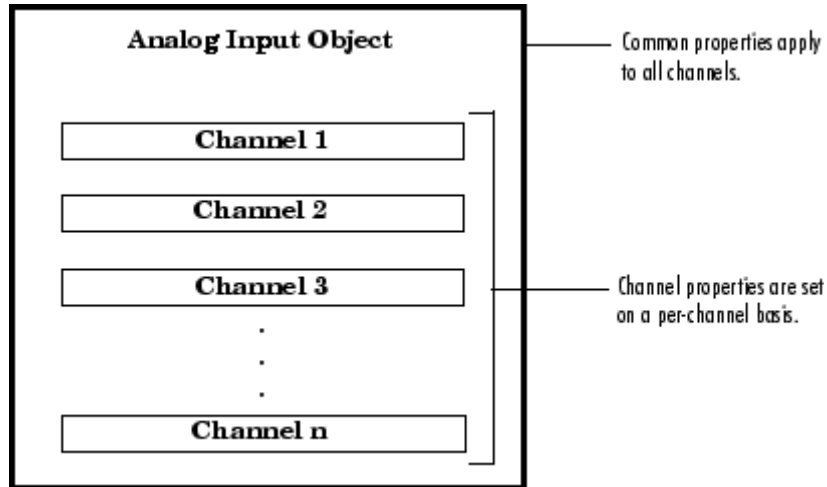 Analog Input Object
Common properties apply
to all channels.
Channel 1
Channel 2
Channel 3
.
.
.
Channel properties are set
on a per-channel basis.
Channel n